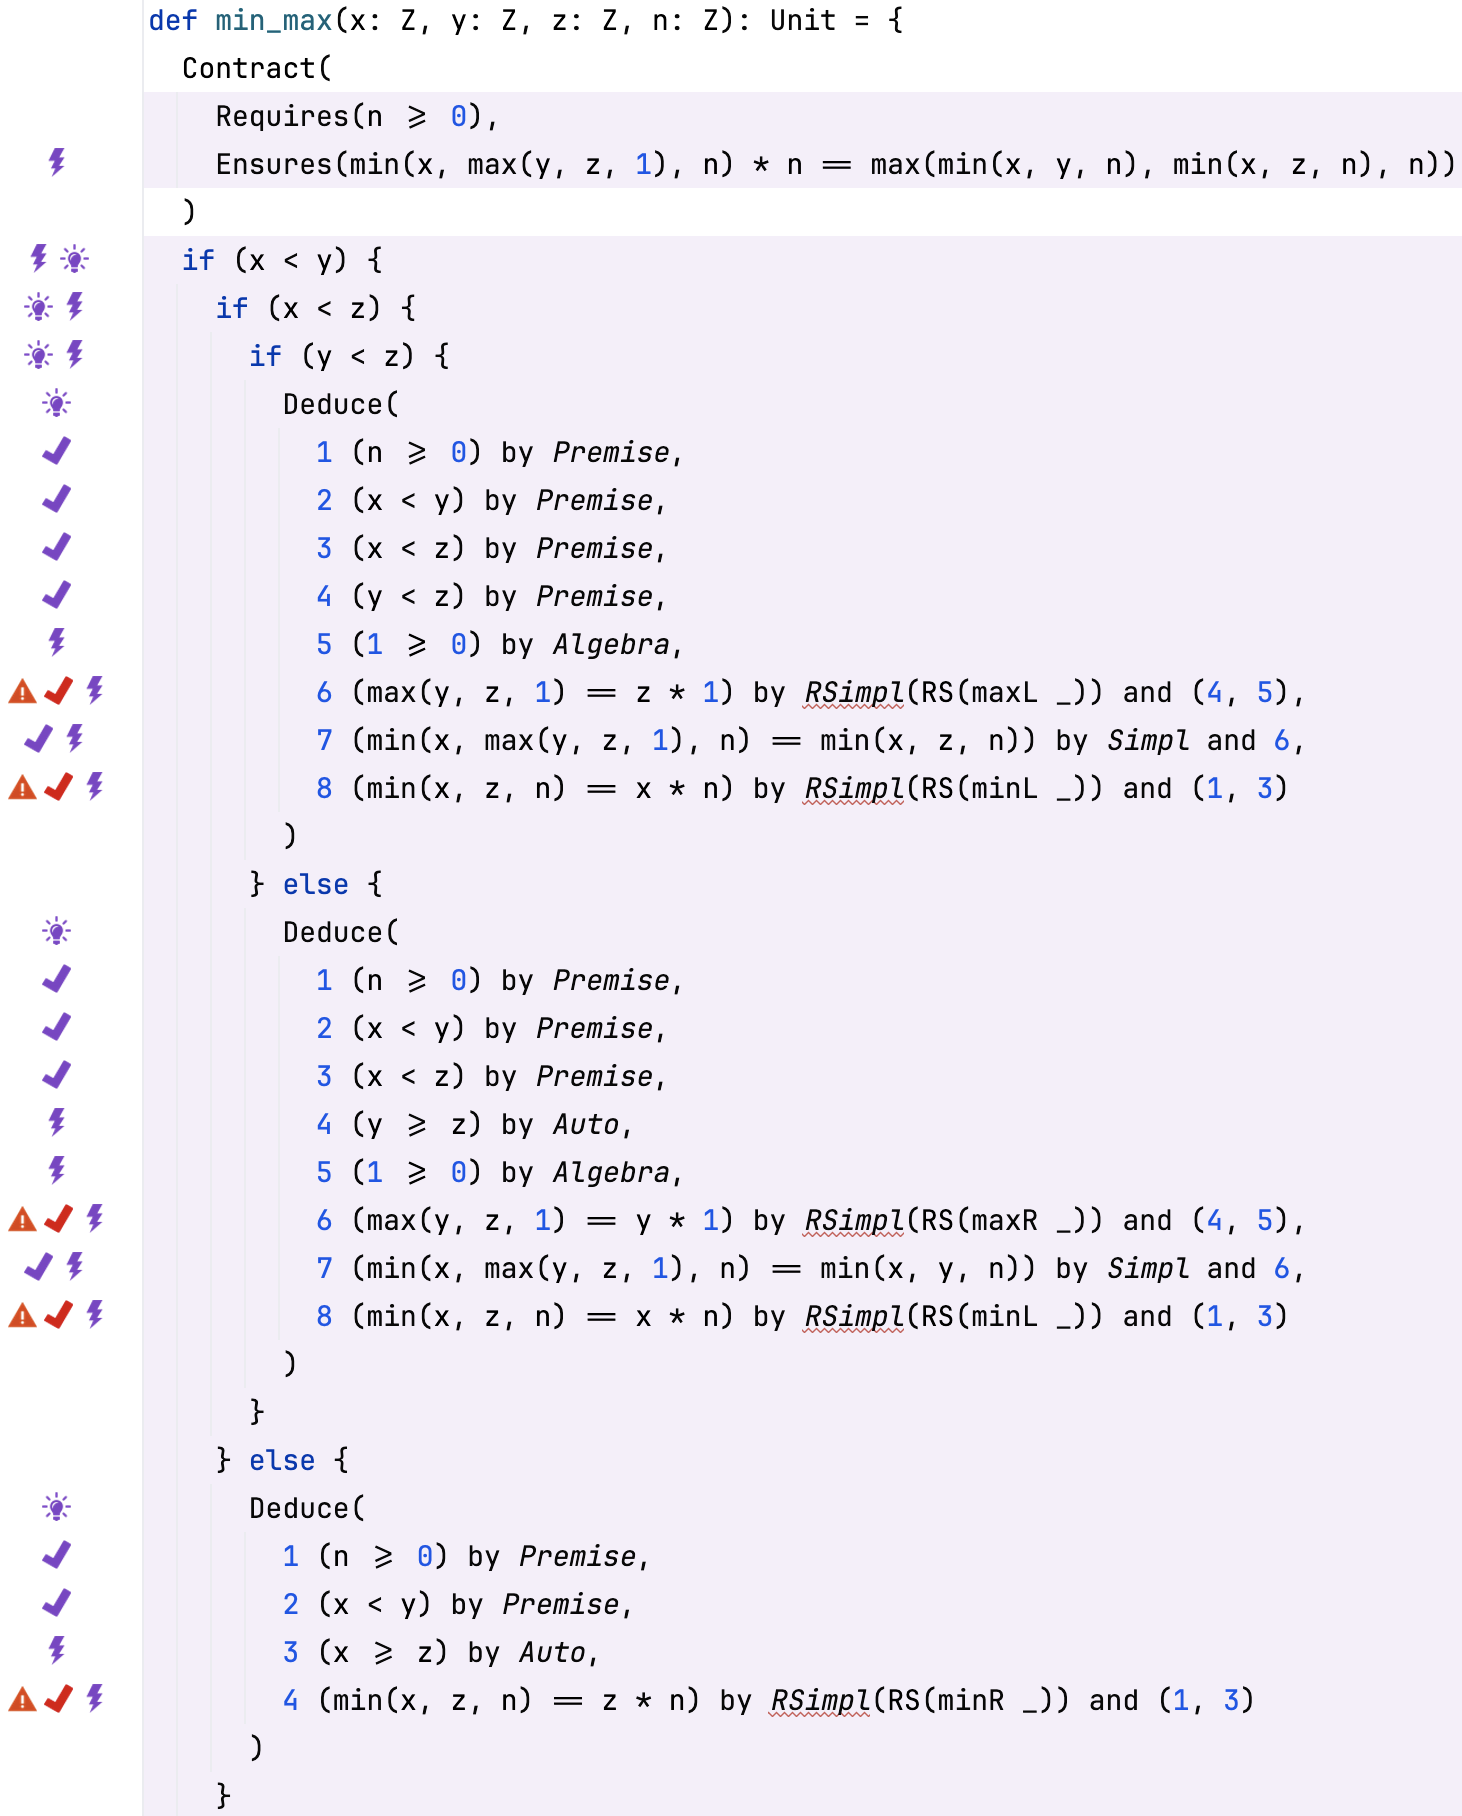 def min_max(x: Z, y: Z, z: Z, n: Z): Unit = {
  Contract(
    Requires(n ≥ 0),
    Ensures(min(x, max(y, z, 1), n) * n == max(min(x, y, n), min(x, z, n), n))
  )
  if (x < y) {
    if (x < z) {
      if (y < z) {
        Deduce(
          1 (n ≥ 0) by Premise,
          2 (x < y) by Premise,
          3 (x < z) by Premise,
          4 (y < z) by Premise,
          5 (1 ≥ 0) by Algebra,
          6 (max(y, z, 1) == z * 1) by RSimpl(RS(maxL _)) and (4, 5),
          7 (min(x, max(y, z, 1), n) == min(x, z, n)) by Simpl and 6,
          8 (min(x, z, n) == x * n) by RSimpl(RS(minL _)) and (1, 3)
        )
      } else {
        Deduce(
          1 (n ≥ 0) by Premise,
          2 (x < y) by Premise,
          3 (x < z) by Premise,
          4 (y ≥ z) by Auto,
          5 (1 ≥ 0) by Algebra,
          6 (max(y, z, 1) == y * 1) by RSimpl(RS(maxR _)) and (4, 5),
          7 (min(x, max(y, z, 1), n) == min(x, y, n)) by Simpl and 6,
          8 (min(x, z, n) == x * n) by RSimpl(RS(minL _)) and (1, 3)
        )
      }
    } else {
      Deduce(
        1 (n ≥ 0) by Premise,
        2 (x < y) by Premise,
        3 (x ≥ z) by Auto,
        4 (min(x, z, n) == z * n) by RSimpl(RS(minR _)) and (1, 3)
      )
    }